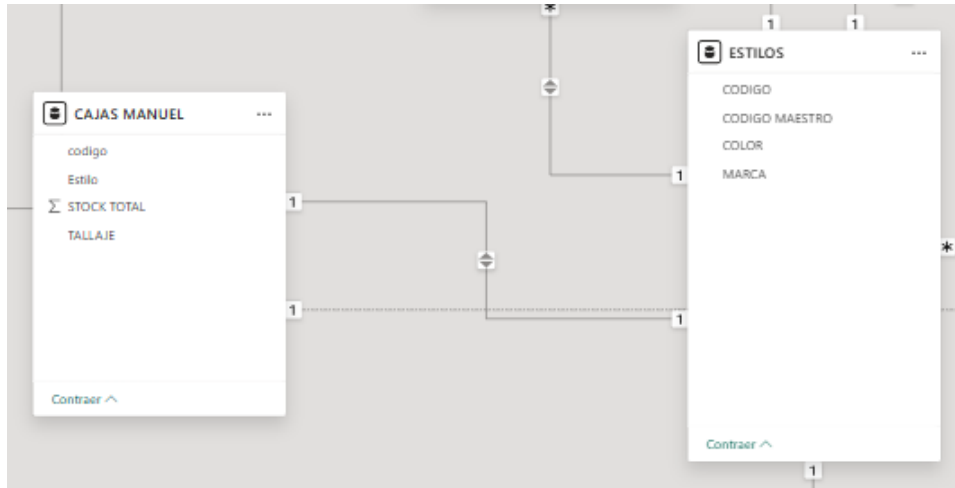 *
1
1
ESTILOS
...
CODIGO
CODIGO MAESTRO
COLOR
MARCA
CAJAS MANUEL
...
codigo
Estilo
Σ STOCK TOTAL
TALLAJE
1
1
*
1
1
Contraer
Contraer
1